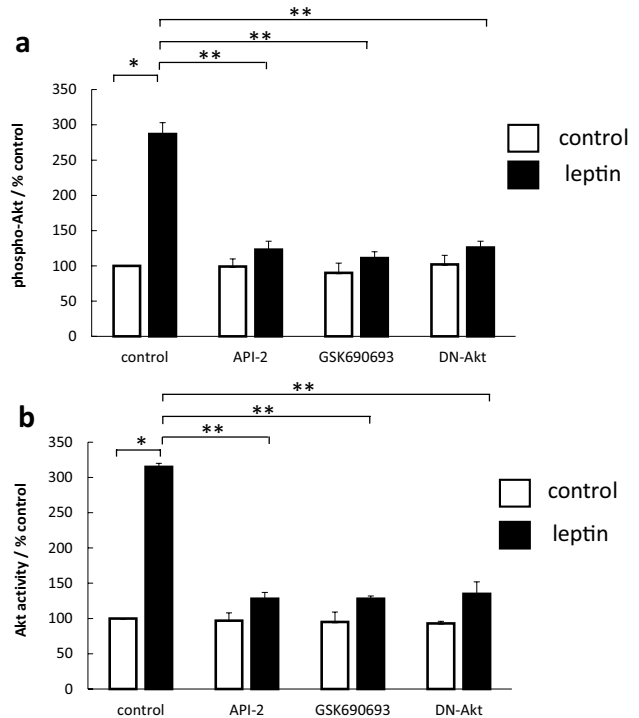 **
a
**
*
**
350
300
250
200
150
100
50
0
phospho-Akt / % control
control
leptin
control API-2 GSK690693 DN-Akt
**
b
**
*
**
350
300
250
200
150
100
50
0
Akt activity / % control
control
leptin
control API-2 GSK690693 DN-Akt